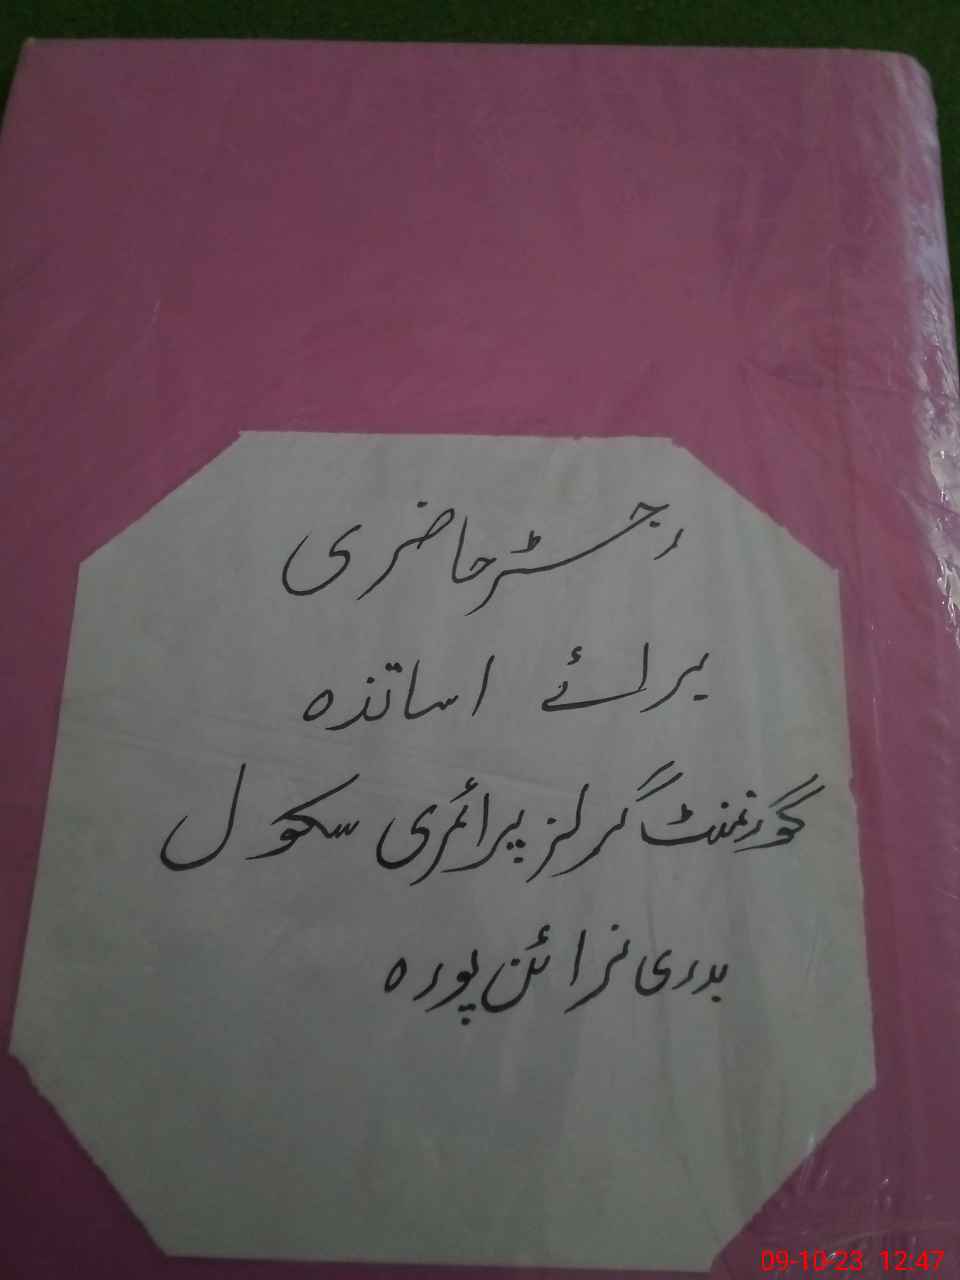 رجسٹر حاضری
برائے اساتذہ
گورنمنٹ گرلز پرائمری سکول
بدری نرائن پورہ
09-10-23 12:47